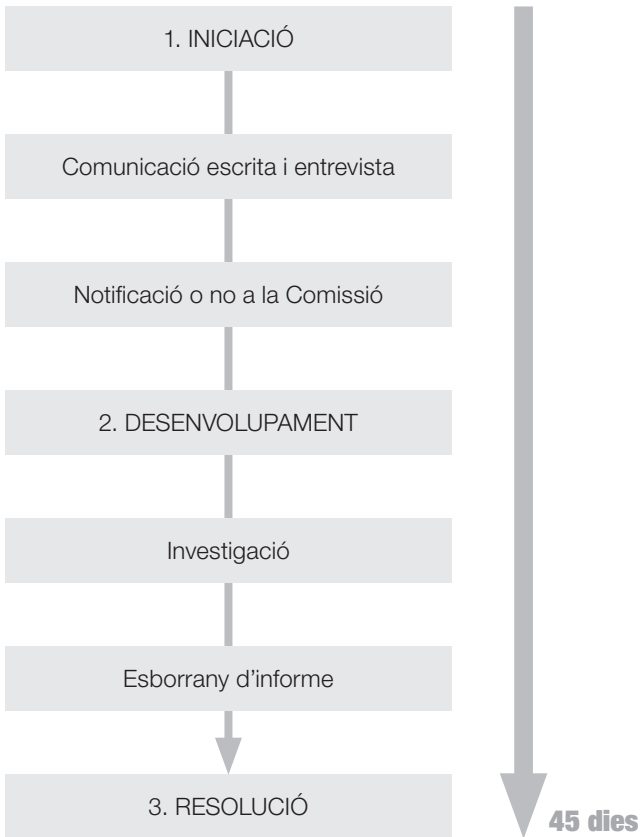 1. INICIACIÓ
Comunicació escrita i entrevista
Notificació o no a la Comissió
2. DESENVOLUPAMENT
Investigació
Esborrany d’informe
3. RESOLUCIÓ
45 dies